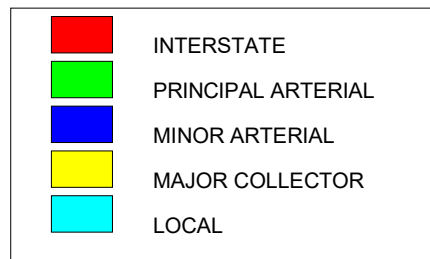 INTERSTATE
PRINCIPAL ARTERIAL
MINOR ARTERIAL
MAJOR COLLECTOR
LOCAL